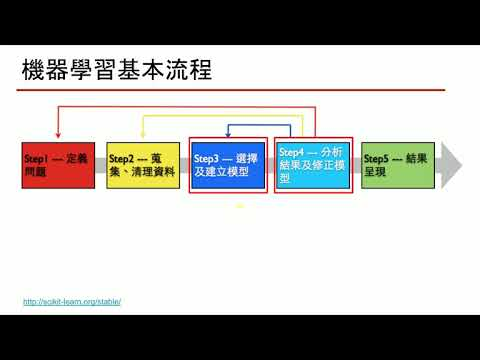 機器學習基本流程
Step1 --- 定義
問題
Step2 --- 蒐
集、清理資料
Step3 --- 選擇
及建立模型
Step4 --- 分析
結果及修正模
型
Step5 --- 結果
呈現
http://scikit-learn.org/stable/